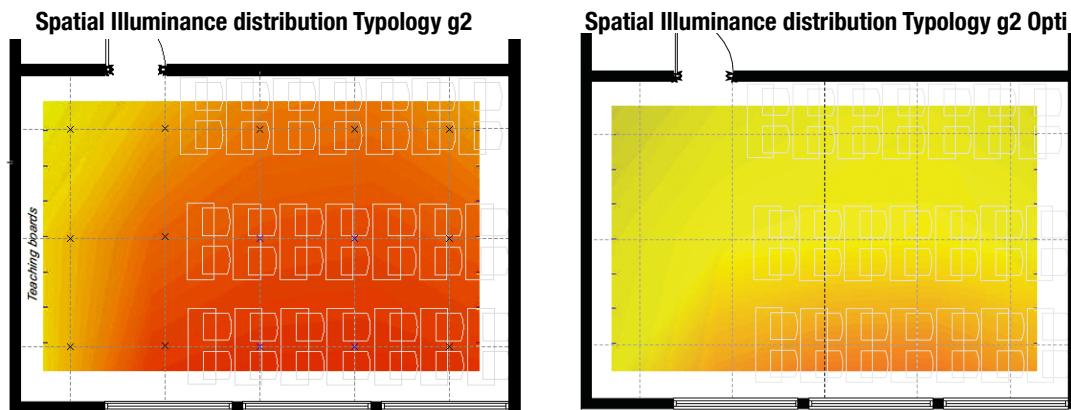 Spatial Illuminance distribution Typology g2
Spatial Illuminance distribution Typology g2 Opti
Teaching boards